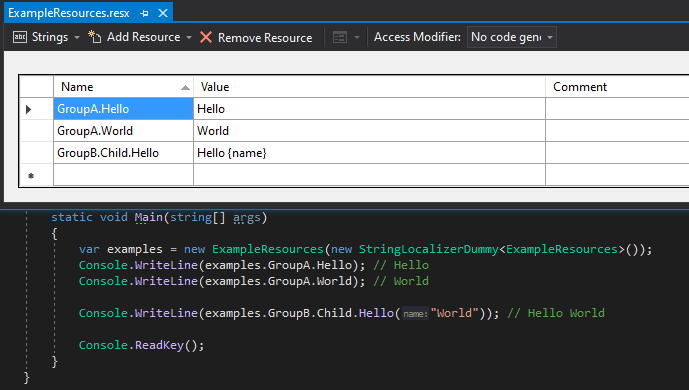 ExampleResources.resx
Strings Add Resource Remove Resource Access Modifier: No code gen
Name Value Comment
GroupA.Hello Hello
GroupA.World World
GroupB.Child.Hello Hello {name}
static void Main(string[] args)
{
var examples = new ExampleResources(new StringLocalizerDummy<ExampleResources>());
Console.WriteLine(examples.GroupA.Hello); // Hello
Console.WriteLine(examples.GroupA.World); // World
Console.WriteLine(examples.GroupB.Child.Hello(name:"World")); // Hello World
Console.ReadKey();
}
}